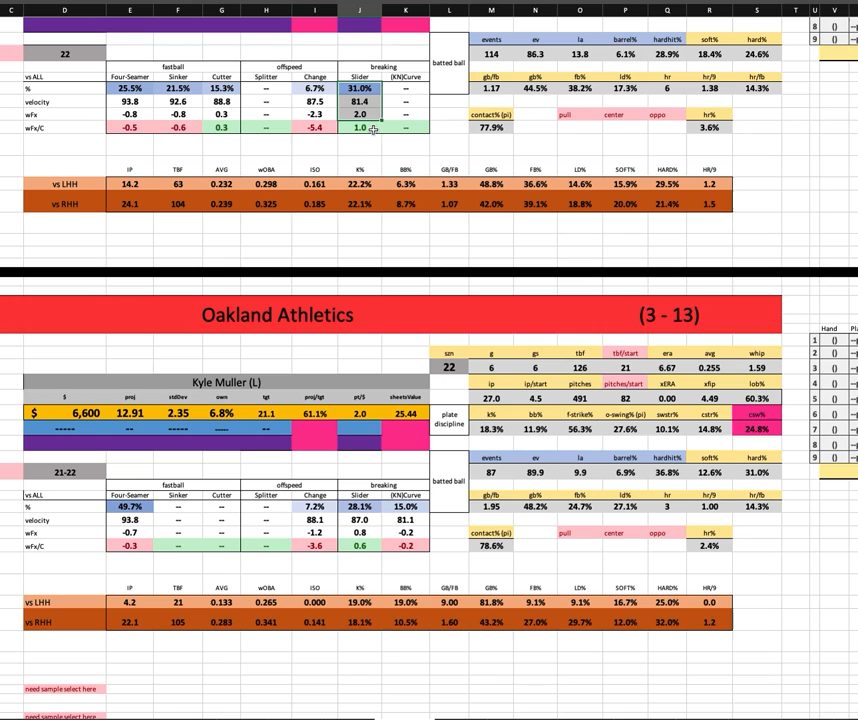 C D E F G H I J K L M N O P Q R S T U V W
8 ()
events ev la barrel% hardhit% soft% hard% 9 ()
22 114 86.3 13.8 6.1% 28.9% 18.4% 24.6%
fastball offspeed breaking batted ball
vs ALL Four-Seamer Sinker Cutter Splitter Change Slider (KN)Curve gb/fb gb% fb% ld% hr hr/9 hr/fb
% 25.5% 21.5% 15.3% -- 6.7% 31.0% -- 1.17 44.5% 38.2% 17.3% 6 1.38 14.3%
velocity 93.8 92.6 88.8 -- 87.5 81.4 --
wFx -0.8 -0.8 0.3 -- -2.3 2.0 -- contact% (pi) pull center oppo hr%
wFx/C -0.5 -0.6 0.3 -- -5.4 1.0 -- 77.9% 3.6%
IP TBF AVG wOBA ISO K% BB% GB/FB GB% FB% LD% SOFT% HARD% HR/9
vs LHH 14.2 63 0.232 0.298 0.161 22.2% 6.3% 1.33 48.8% 36.6% 14.6% 15.9% 29.5% 1.2
vs RHH 24.1 104 0.239 0.325 0.185 22.1% 8.7% 1.07 42.0% 39.1% 18.8% 20.0% 21.4% 1.5
Oakland Athletics (3 - 13)
Hand Pl
1 ()
szn g gs tbf tbf/start era avg whip 2 ()
22 6 6 126 21 6.67 0.255 1.59 3 ()
Kyle Muller (L) ip ip/start pitches pitches/start xERA xfip lob% 4 ()
$ proj stdDev own tgt proj/tgt pt/$ sheetsValue 27.0 4.5 491 82 0.00 4.49 60.3% 5 ()
$ 6,600 12.91 2.35 6.8% 21.1 61.1% 2.0 25.44 plate discipline k% bb% f-strike% o-swing% (pi) swstr% cstr% csw% 6 ()
----- -- ---- ----- -- 18.3% 11.9% 56.3% 27.6% 10.1% 14.8% 24.8% 7 ()
8 ()
events ev la barrel% hardhit% soft% hard% 9 ()
21-22 87 89.9 9.9 6.9% 36.8% 12.6% 31.0%
fastball offspeed breaking batted ball
vs ALL Four-Seamer Sinker Cutter Splitter Change Slider (KN)Curve gb/fb gb% fb% ld% hr hr/9 hr/fb
% 49.7% -- -- -- 7.2% 28.1% 15.0% 1.95 48.2% 24.7% 27.1% 3 1.00 14.3%
velocity 93.8 -- -- -- 88.1 87.0 81.1
wFx -0.7 -- -- -- -1.2 0.8 -0.2 contact% (pi) pull center oppo hr%
wFx/C -0.3 -- -- -- -3.6 0.6 -0.2 78.6% 2.4%
IP TBF AVG wOBA ISO K% BB% GB/FB GB% FB% LD% SOFT% HARD% HR/9
vs LHH 4.2 21 0.133 0.265 0.000 19.0% 19.0% 9.00 81.8% 9.1% 9.1% 16.7% 25.0% 0.0
vs RHH 22.1 105 0.283 0.341 0.141 18.1% 10.5% 1.60 43.2% 27.0% 29.7% 12.0% 32.0% 1.2
need sample select here
need sample select here